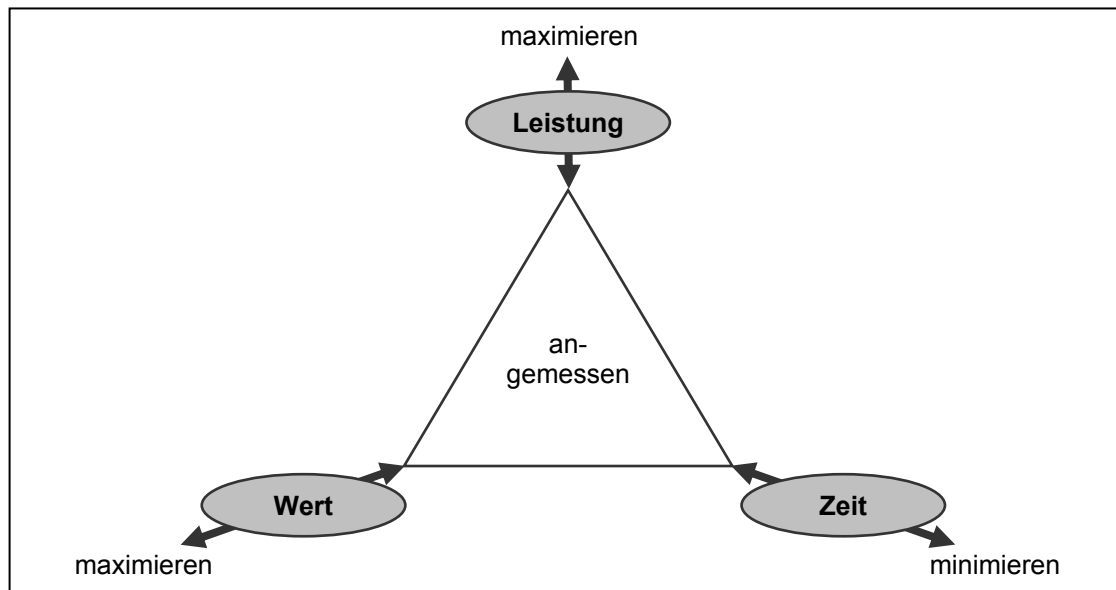 maximieren
Leistung
an-
gemessen
Wert
Zeit
maximieren
minimieren